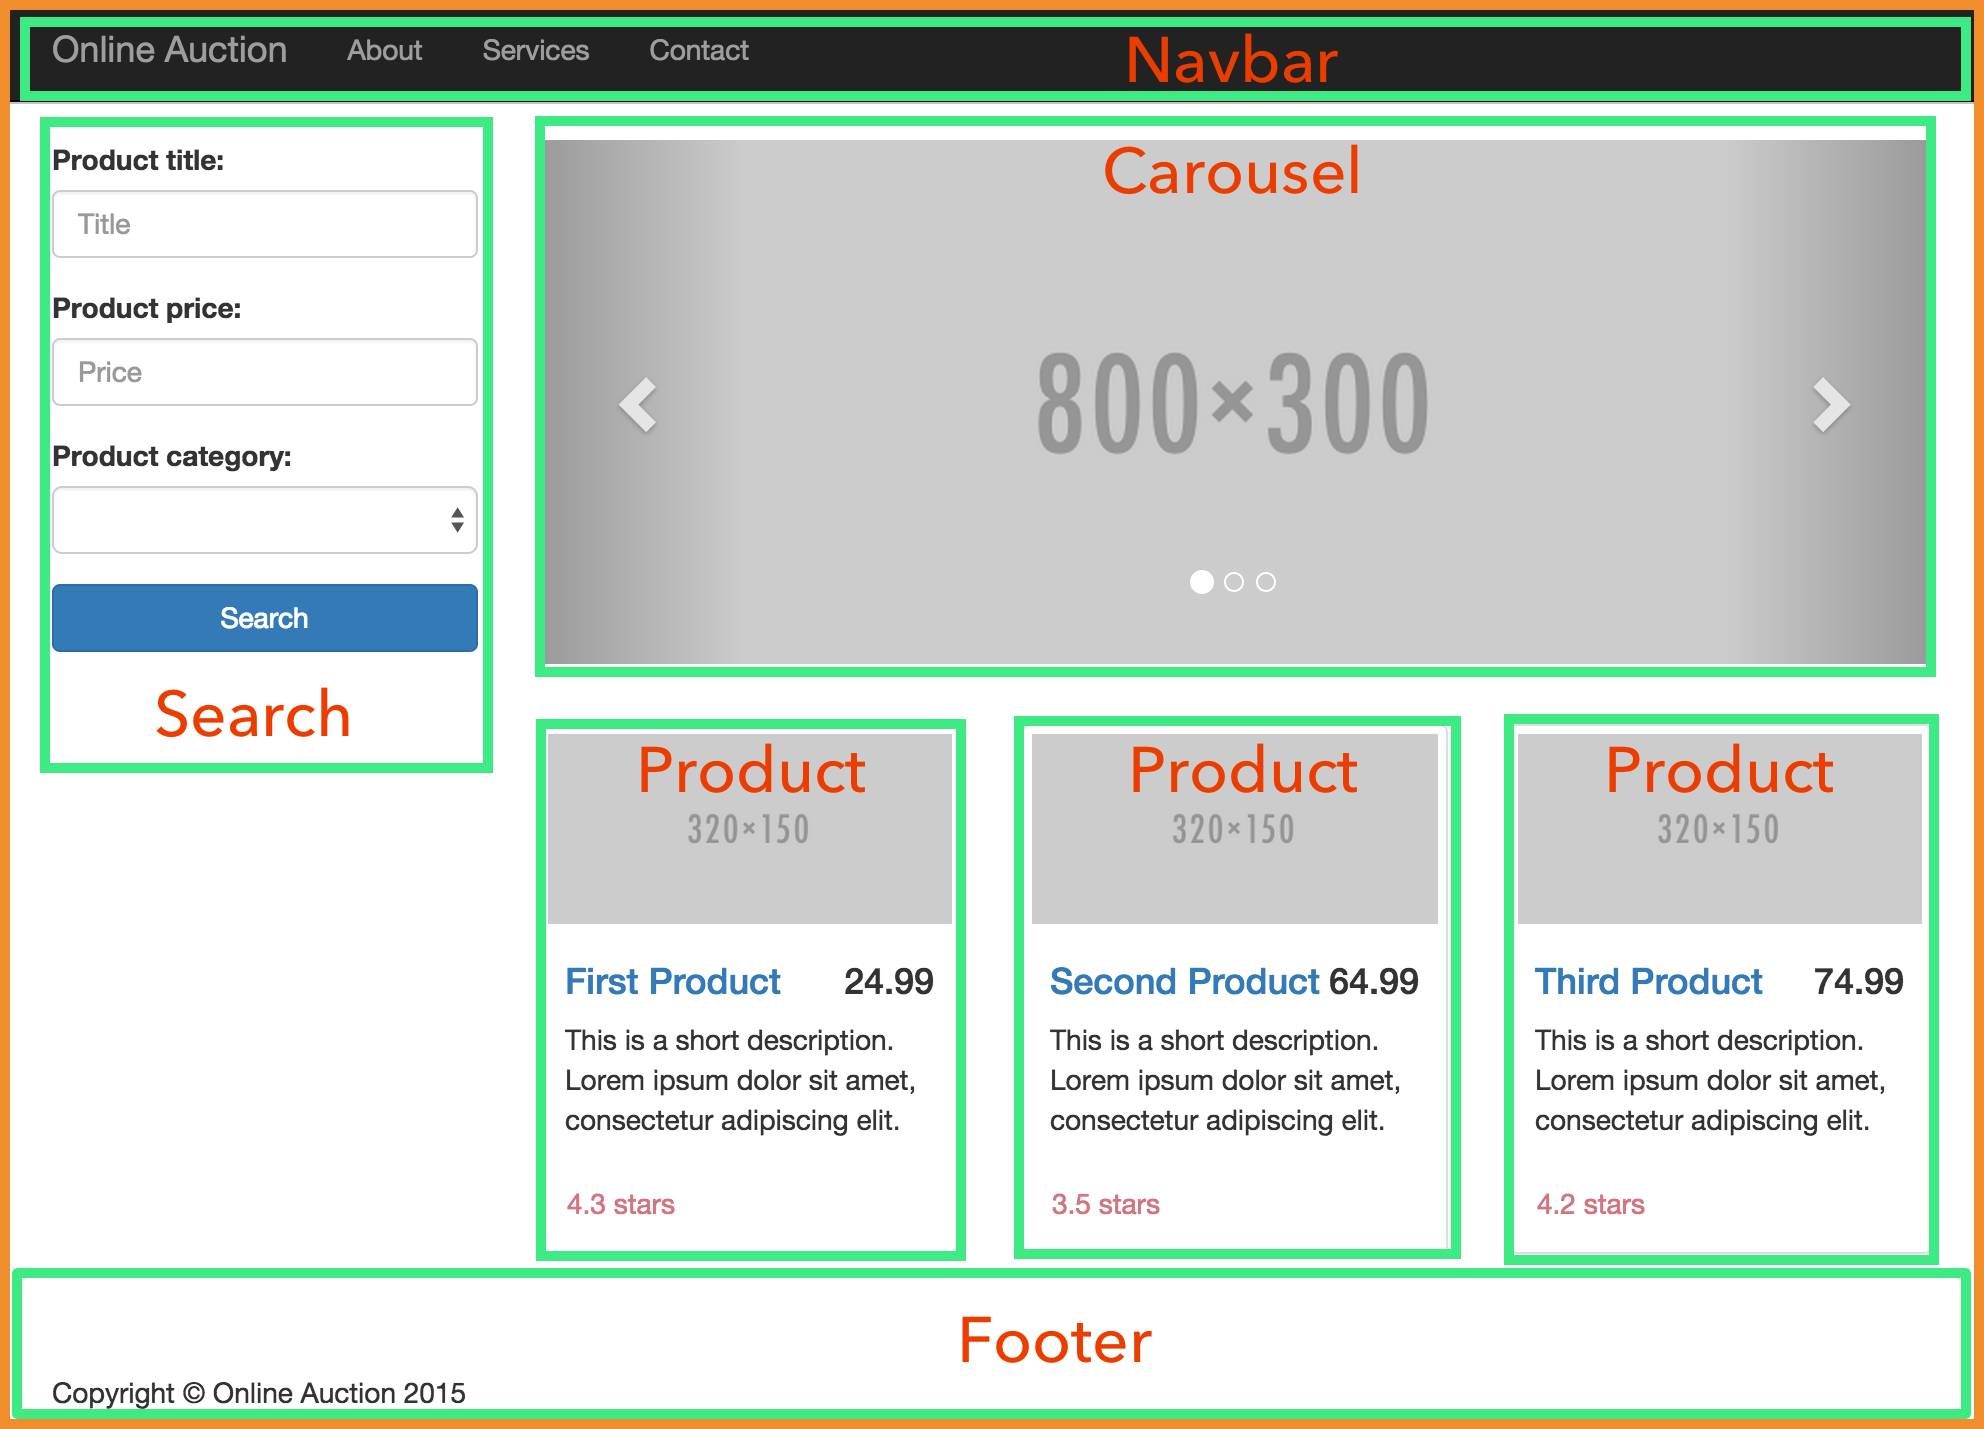 Online Auction About Services Contact Navbar
Product title:
Title
Product price:
Price
Product category:
Search
Search
Carousel
800×300
Product
320×150
First Product 24.99
This is a short description.
Lorem ipsum dolor sit amet,
consectetur adipiscing elit.
4.3 stars
Product
320×150
Second Product 64.99
This is a short description.
Lorem ipsum dolor sit amet,
consectetur adipiscing elit.
3.5 stars
Product
320×150
Third Product 74.99
This is a short description.
Lorem ipsum dolor sit amet,
consectetur adipiscing elit.
4.2 stars
Footer
Copyright © Online Auction 2015